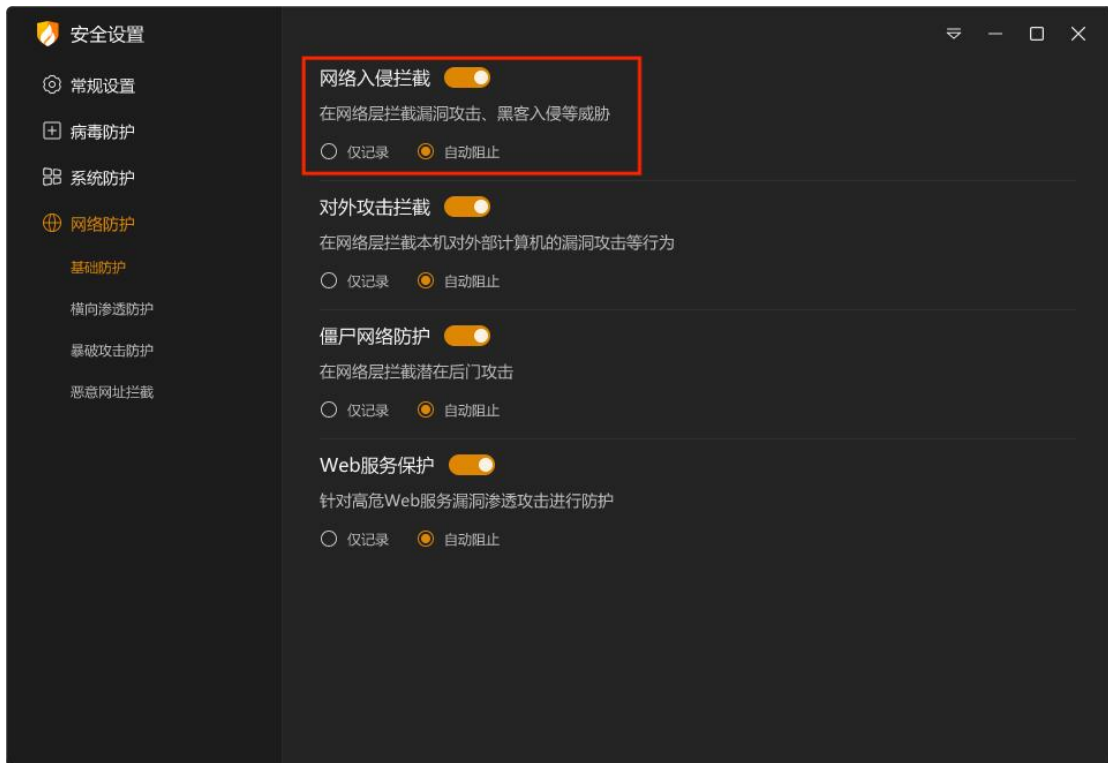 安全设置
常规设置
病毒防护
系统防护
网络防护
基础防护
横向渗透防护
暴破攻击防护
恶意网址拦截
网络入侵拦截
在网络层拦截漏洞攻击、黑客入侵等威胁
仅记录 自动阻止
对外攻击拦截
在网络层拦截本机对外部计算机的漏洞攻击等行为
仅记录 自动阻止
僵尸网络防护
在网络层拦截潜在后门攻击
仅记录 自动阻止
Web服务保护
针对高危Web服务漏洞渗透攻击进行防护
仅记录 自动阻止